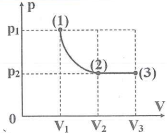 p
p₁ (1)
p₂ (2) (3)
0 V₁ V₂ V₃ V